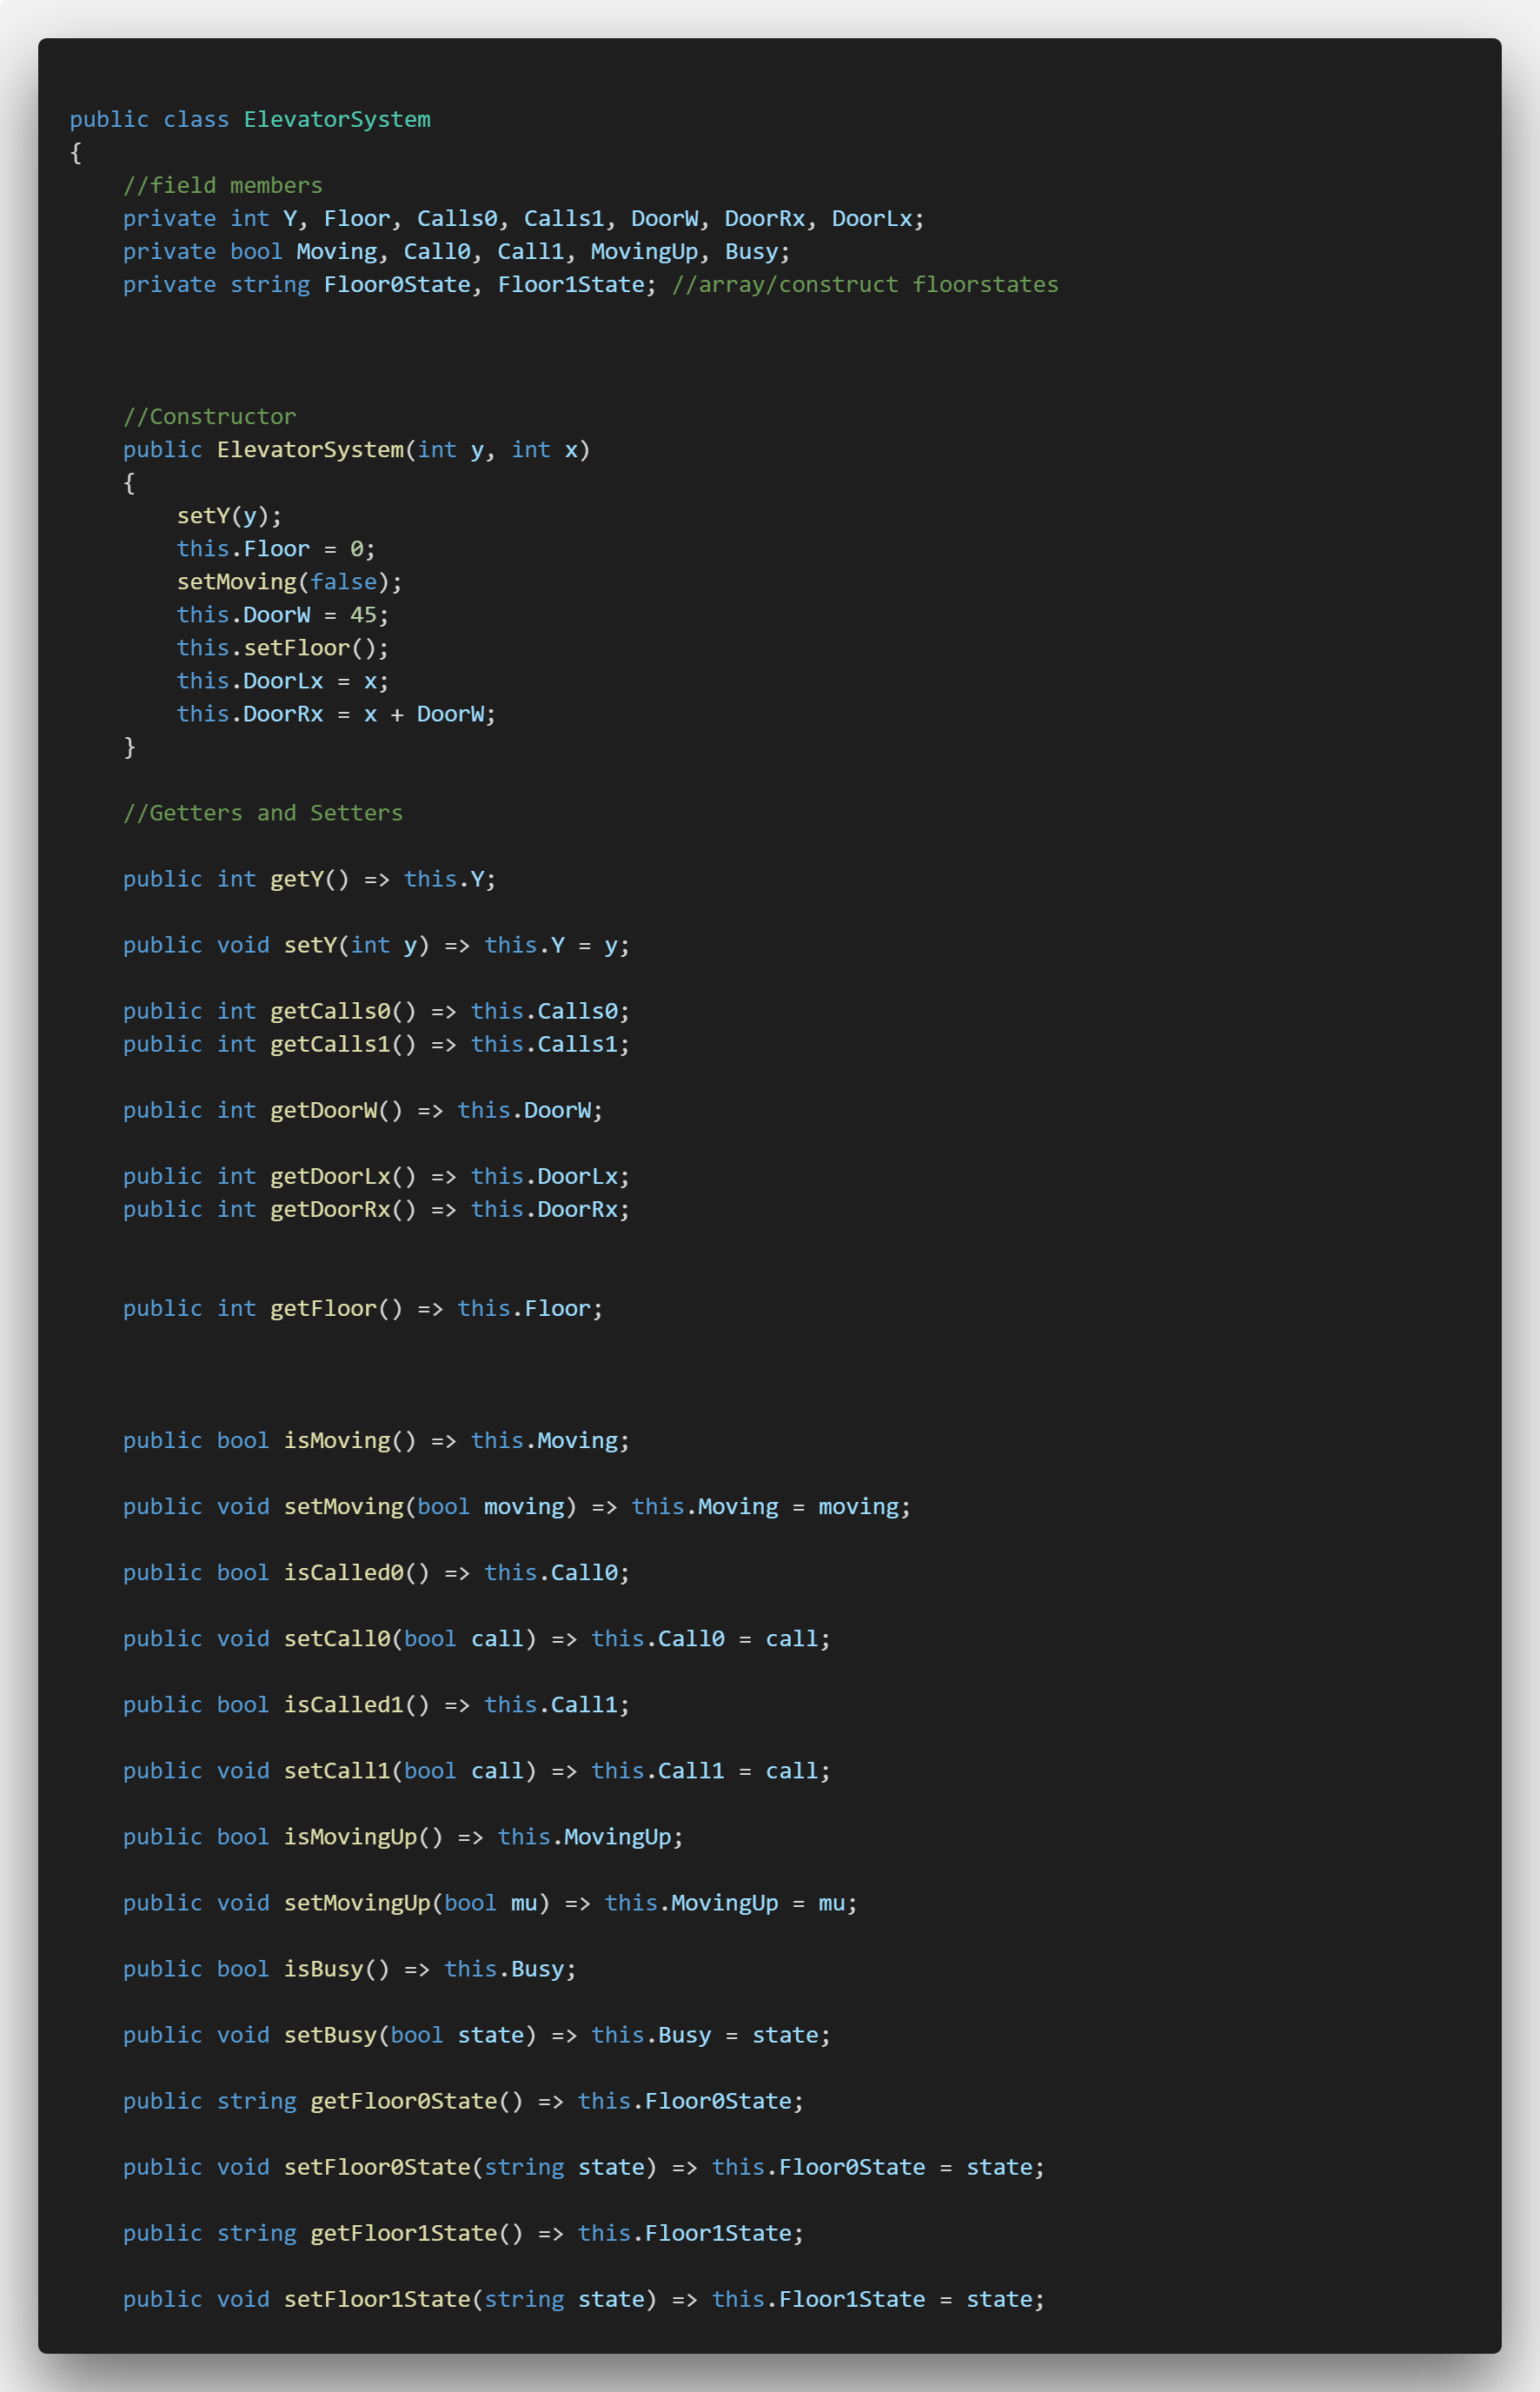 public class ElevatorSystem
{
    //field members
    private int Y, Floor, Calls0, Calls1, DoorW, DoorRx, DoorLx;
    private bool Moving, Call0, Call1, MovingUp, Busy;
    private string Floor0State, Floor1State; //array/construct floorstates
    //Constructor
    public ElevatorSystem(int y, int x)
    {
        setY(y);
        this.Floor = 0;
        setMoving(false);
        this.DoorW = 45;
        this.setFloor();
        this.DoorLx = x;
        this.DoorRx = x + DoorW;
    }
    //Getters and Setters
    public int getY() => this.Y;
    public void setY(int y) => this.Y = y;
    public int getCalls0() => this.Calls0;
    public int getCalls1() => this.Calls1;
    public int getDoorW() => this.DoorW;
    public int getDoorLx() => this.DoorLx;
    public int getDoorRx() => this.DoorRx;
    public int getFloor() => this.Floor;
    public bool isMoving() => this.Moving;
    public void setMoving(bool moving) => this.Moving = moving;
    public bool isCalled0() => this.Call0;
    public void setCall0(bool call) => this.Call0 = call;
    public bool isCalled1() => this.Call1;
    public void setCall1(bool call) => this.Call1 = call;
    public bool isMovingUp() => this.MovingUp;
    public void setMovingUp(bool mu) => this.MovingUp = mu;
    public bool isBusy() => this.Busy;
    public void setBusy(bool state) => this.Busy = state;
    public string getFloor0State() => this.Floor0State;
    public void setFloor0State(string state) => this.Floor0State = state;
    public string getFloor1State() => this.Floor1State;
    public void setFloor1State(string state) => this.Floor1State = state;